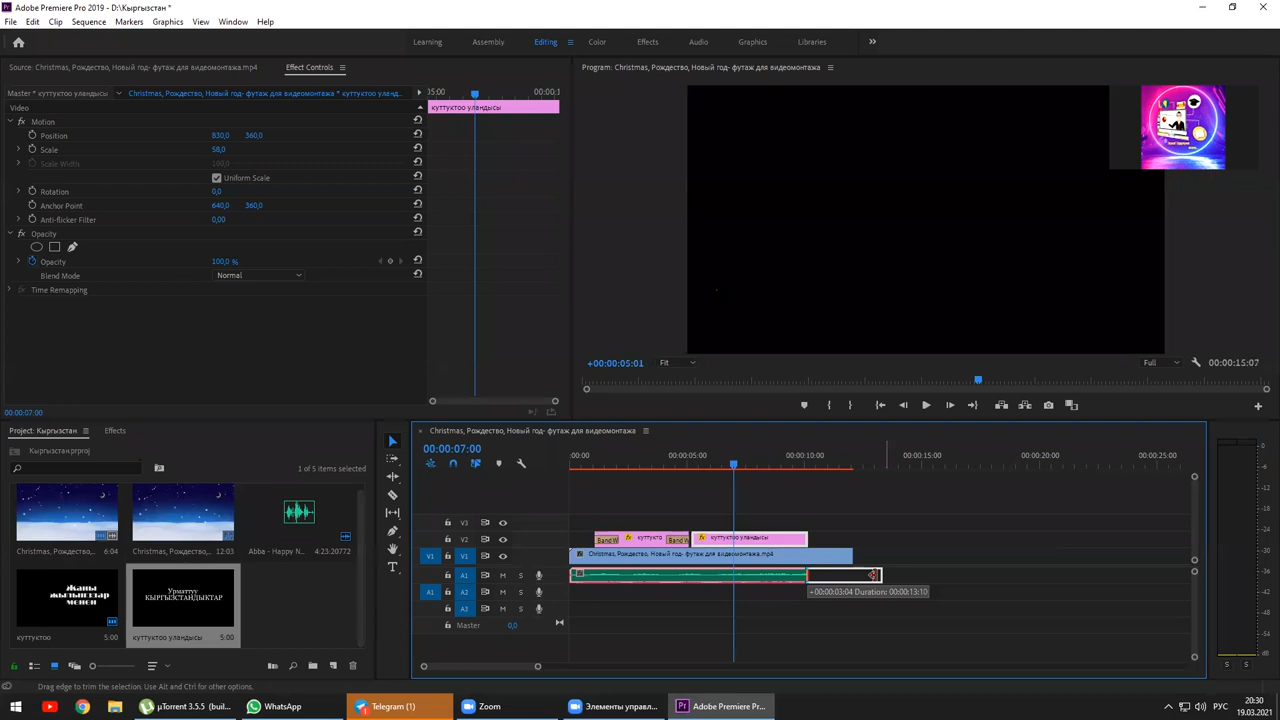 Adobe Premiere Pro 2019 - D:\Кыргызстан *
File Edit Clip Sequence Markers Graphics View Window Help
Learning Assembly Editing Color Effects Audio Graphics Libraries
Source: Christmas, Рождество, Новый год- футаж для видеомонтажа.mp4 Effect Controls
Program: Christmas, Рождество, Новый год- футаж для видеомонтажа
Master * куттуктоо уландысы Christmas, Рождество, Новый год- футаж для видеомонтажа * куттуктоо уланд...
:05:00 00:00:1
Video куттуктоо уландысы
Motion
Position 830,0 360,0
Scale 58,0
Scale Width 100,0
Uniform Scale
Rotation 0,0
Anchor Point 640,0 360,0
Anti-flicker Filter 0,00
Opacity
Opacity 100,0 %
Blend Mode Normal
Time Remapping
+00:00:05:01 Fit Full 00:00:15:07
00:00:07:00
Project: Кыргызстан Effects
Кыргызстан.prproj
1 of 5 items selected
Christmas, Рождество,... 6:04
Christmas, Рождество,... 12:03
Abba - Happy N... 4:23:20772
Жаны
жылыңыздар
менен
Урматтуу
КЫРГЫЗСТАНДЫКТАР
куттуктоо 5:00
куттуктоо уландысы 5:00
Christmas, Рождество, Новый год- футаж для видеомонтажа
00:00:07:00
:00:00 00:00:05:00 00:00:10:00 00:00:15:00 00:00:20:00 00:00:25:00
V3
V2 Band W куттукто Band W куттуктоо уландысы
V1 V1 Christmas, Рождество, Новый год- футаж для видеомонтажа.mp4
A1 M S
A1 A2 M S
A3 M S
+00:00:03:04 Duration: 00:00:13:10
Master 0,0
dB
S S
Drag edge to trim the selection. Use Alt and Ctrl for other options.
µTorrent 3.5.5 (buil... WhatsApp Telegram (1) Zoom Элементы управл... Adobe Premiere Pr... РУС 20:30
19.03.2021